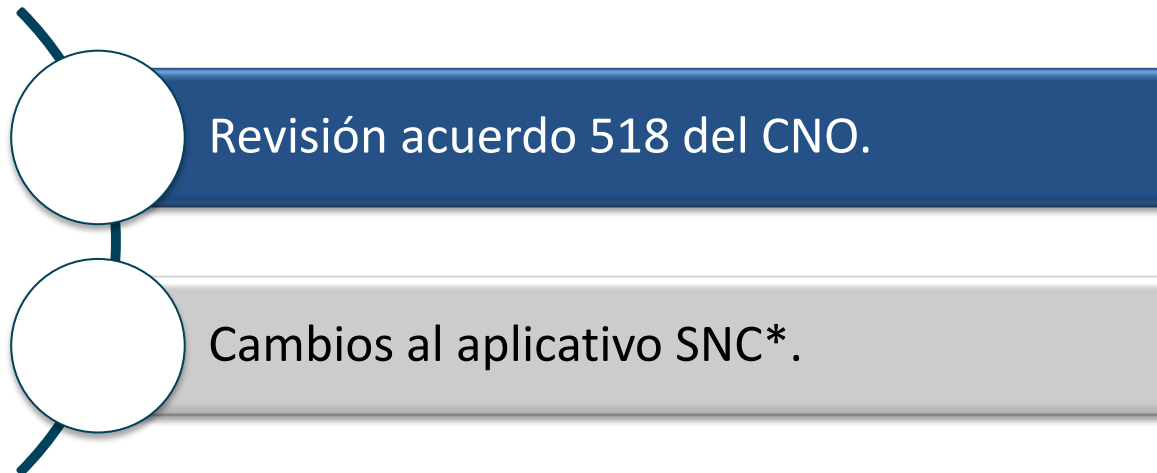 Revisión acuerdo 518 del CNO.
Cambios al aplicativo SNC*.